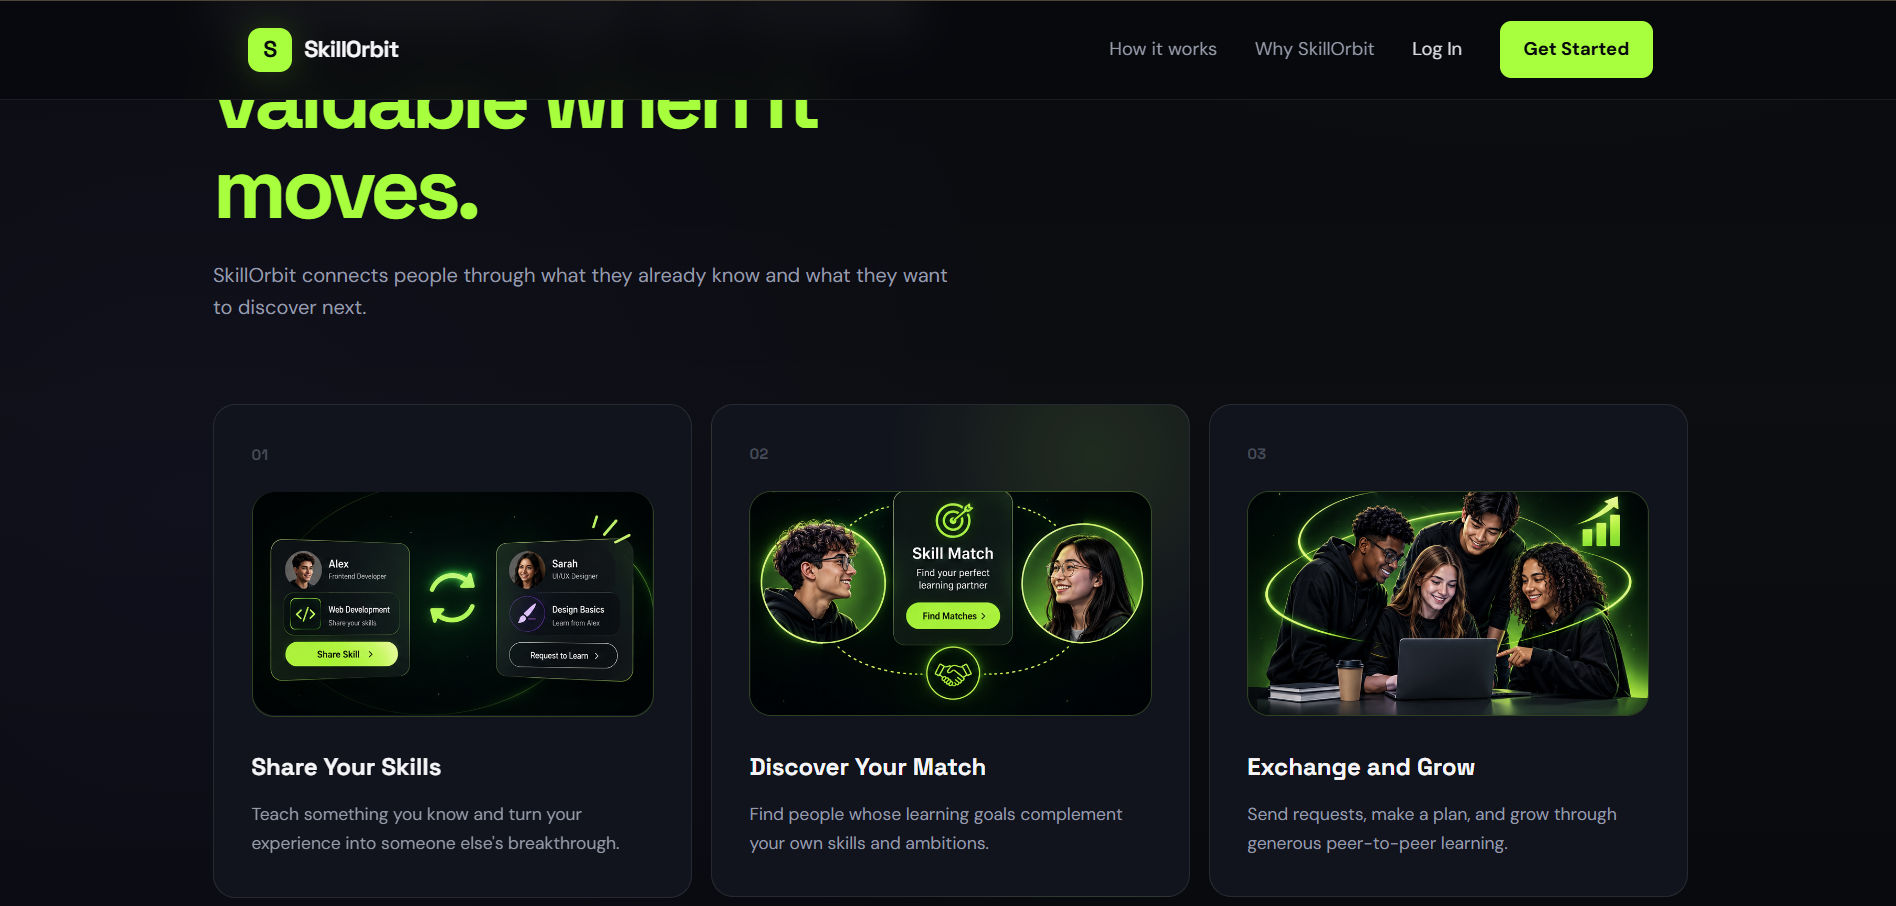 S SkillOrbit How it works Why SkillOrbit Log In Get Started
valuable when it
moves.
SkillOrbit connects people through what they already know and what they want
to discover next.
01
Alex
Frontend Developer
Web Development
Share your skills
Share Skill >
Sarah
UI/UX Designer
Design Basics
Learn from Alex
Request to Learn >
Share Your Skills
Teach something you know and turn your
experience into someone else's breakthrough.
02
Skill Match
Find your perfect
learning partner
Find Matches >
Discover Your Match
Find people whose learning goals complement
your own skills and ambitions.
03
Exchange and Grow
Send requests, make a plan, and grow through
generous peer-to-peer learning.